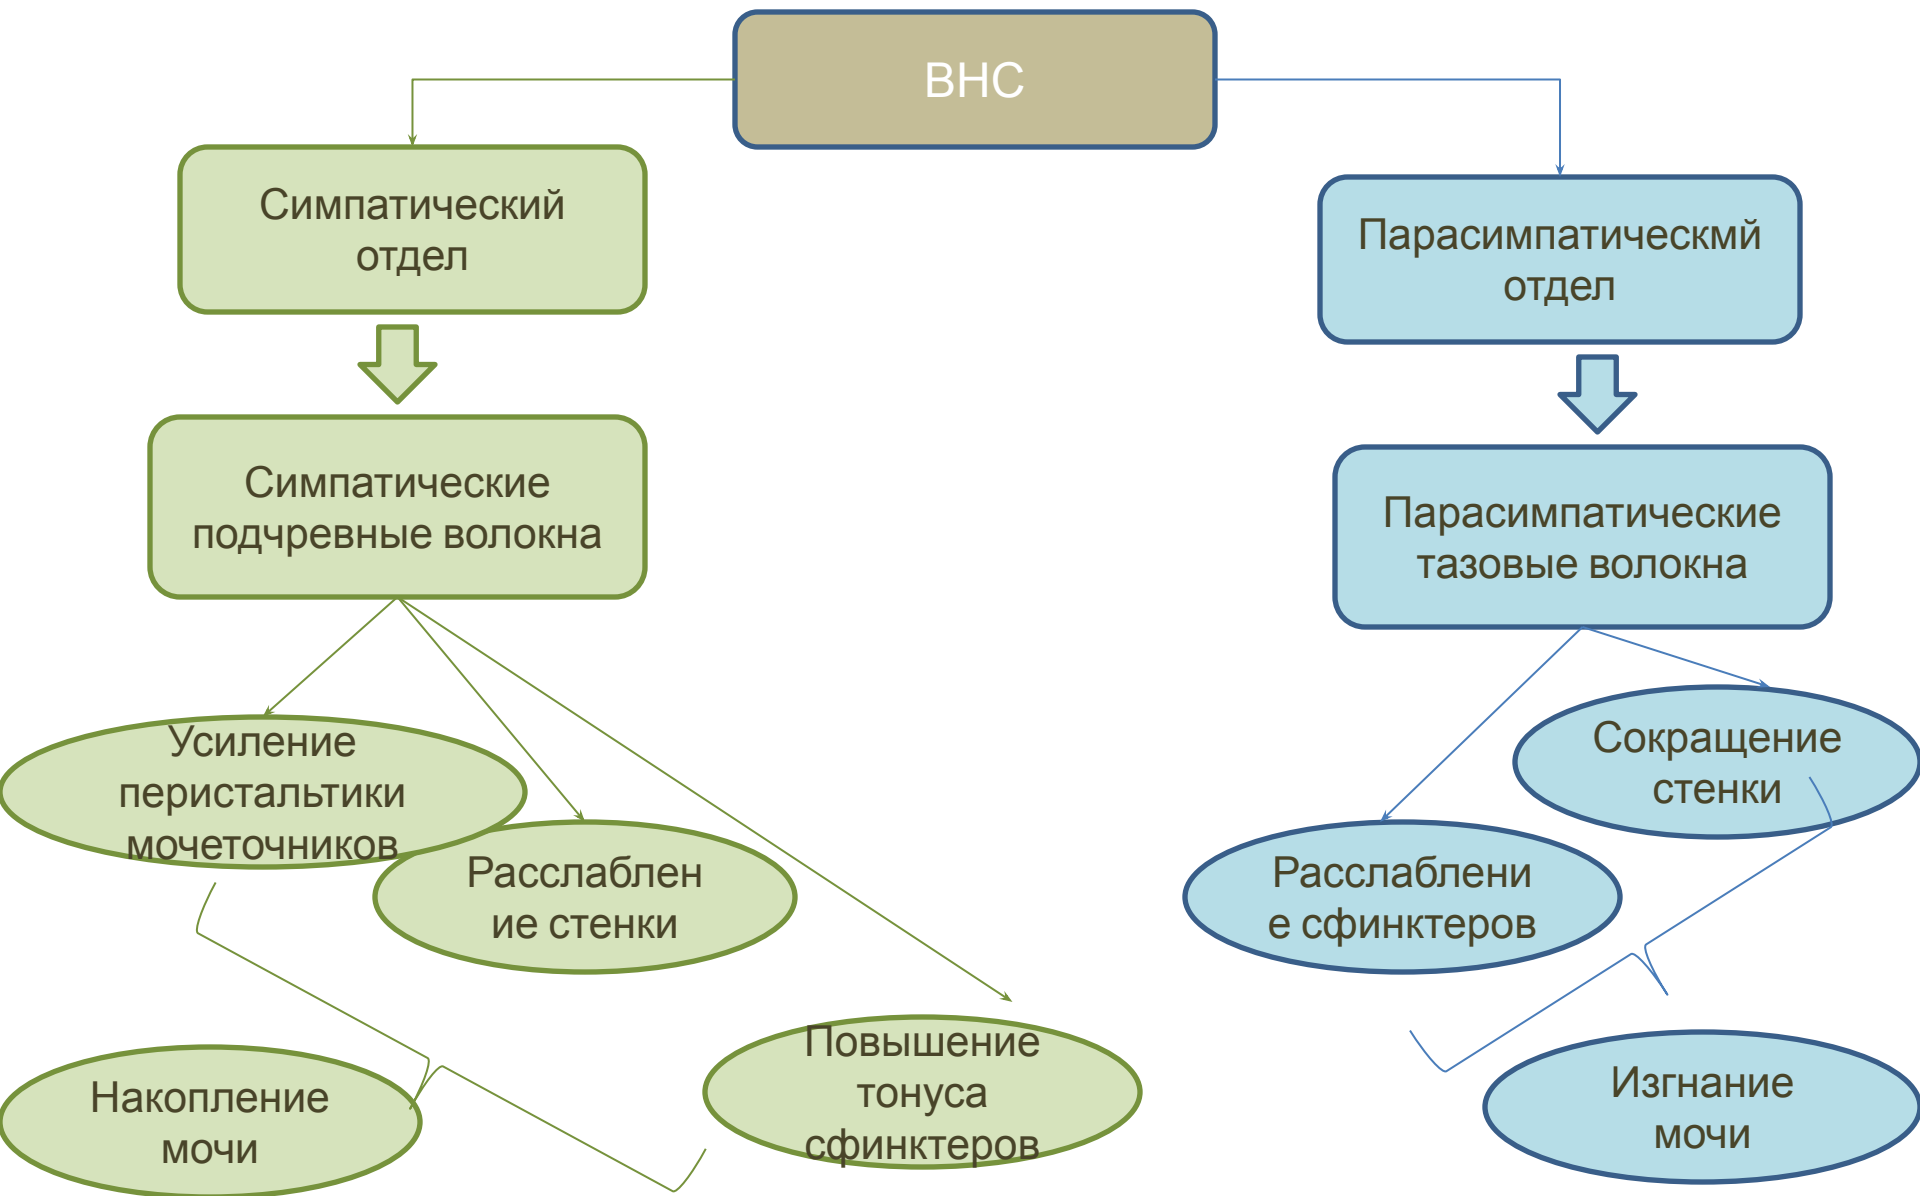 ВНС
Симпатический
отдел
Парасимпатическмй
отдел
Симпатические
подчревные волокна
Парасимпатические
тазовые волокна
Усиление
перистальтики
мочеточников
Расслаблен
ие стенки
Повышение
тонуса
сфинктеров
Накопление
мочи
Сокращение
стенки
Расслаблени
е сфинктеров
Изгнание
мочи